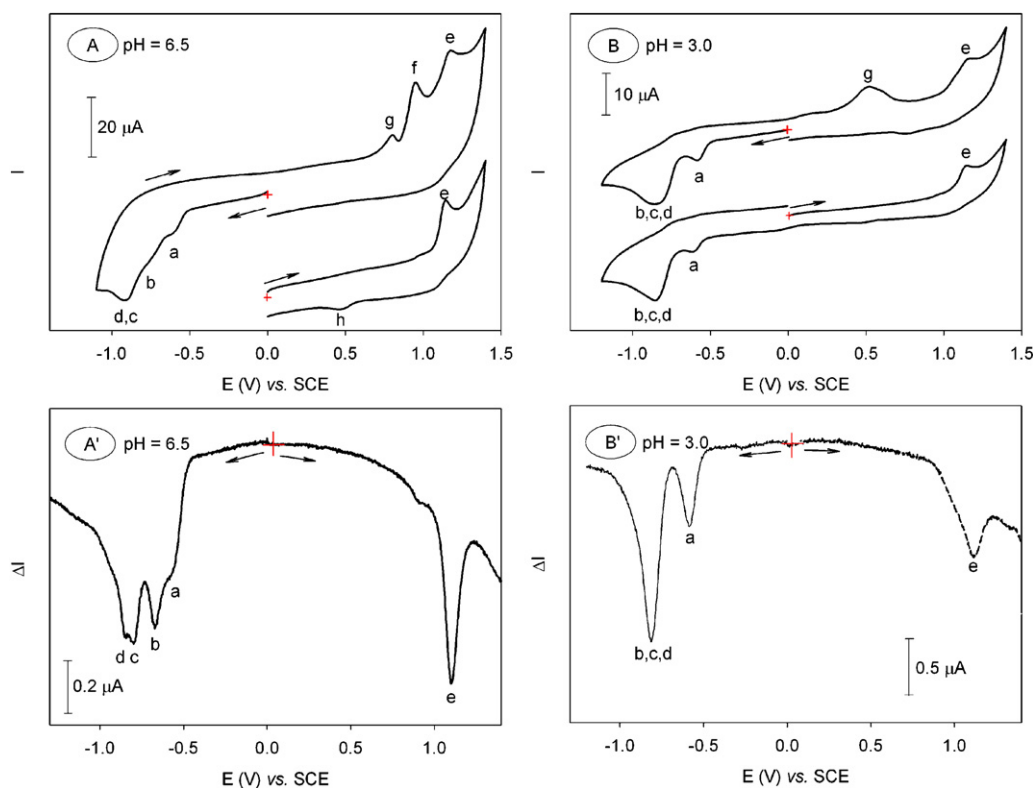 A pH = 6.5
e
f
g
20 μA
I
a
b
d,c
e
h
-1.0 -0.5 0.0 0.5 1.0 1.5
E (V) vs. SCE
B pH = 3.0
e
g
10 μA
I
a
b,c,d
e
a
b,c,d
-1.0 -0.5 0.0 0.5 1.0 1.5
E (V) vs. SCE
A' pH = 6.5
ΔI
a
d c b
e
0.2 μA
-1.0 -0.5 0.0 0.5 1.0
E (V) vs. SCE
B' pH = 3.0
ΔI
a
e
b,c,d
0.5 μA
-1.0 -0.5 0.0 0.5 1.0
E (V) vs. SCE